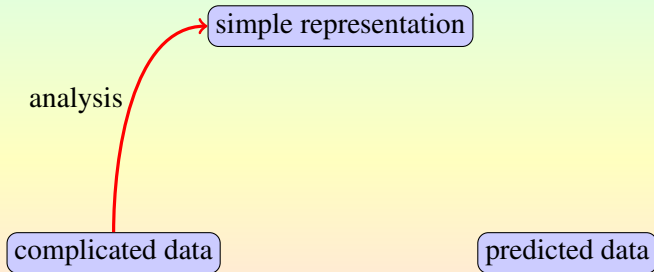 simple representation
analysis
complicated data
predicted data